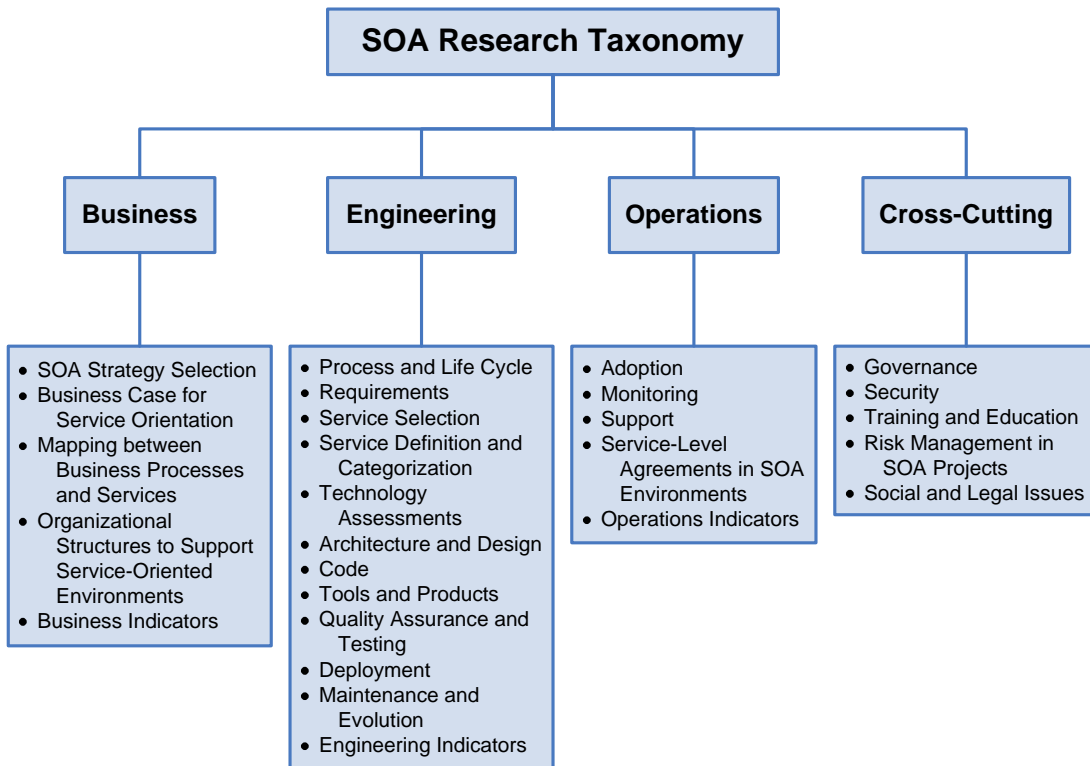 SOA Research Taxonomy
Business
Engineering
Operations
Cross-Cutting
• SOA Strategy Selection
• Business Case for
Service Orientation
• Mapping between
Business Processes
and Services
• Organizational
Structures to Support
Service-Oriented
Environments
• Business Indicators
• Process and Life Cycle
• Requirements
• Service Selection
• Service Definition and
Categorization
• Technology
Assessments
• Architecture and Design
• Code
• Tools and Products
• Quality Assurance and
Testing
• Deployment
• Maintenance and
Evolution
• Engineering Indicators
• Adoption
• Monitoring
• Support
• Service-Level
Agreements in SOA
Environments
• Operations Indicators
• Governance
• Security
• Training and Education
• Risk Management in
SOA Projects
• Social and Legal Issues